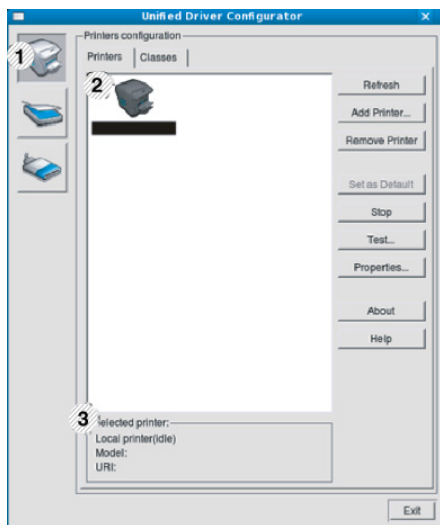 Unified Driver Configurator
Printers configuration
1
Printers
Classes
2
Refresh
Add Printer...
Remove Printer
Set as Default
Stop
Test...
Properties...
About
Help
3
Selected printer:
Local printer(idle)
Model:
URI:
Exit